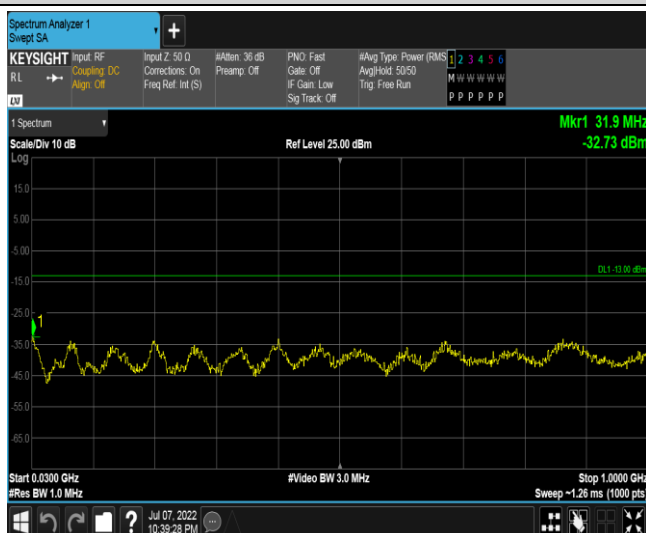 Spectrum Analyzer 1
Swept SA
+
KEYSIGHT Input: RF Input Z: 50 Ω #Atten: 36 dB PNO: Fast #Avg Type: Power (RMS 1 2 3 4 5 6
RL Coupling: DC Corrections: On Preamp: Off Gate: Off Avg|Hold: 50/50 M W W W W W
Align: Off Freq Ref: Int (S) IF Gain: Low Trig: Free Run
LXI Sig Track: Off P P P P P P
1 Spectrum
Mkr1 31.9 MHz
Scale/Div 10 dB Ref Level 25.00 dBm -32.73 dBm
Log
15.0
5.00
-5.00
DL1 -13.00 dBm
-15.0
-25.0
1
-35.0
-45.0
-55.0
-65.0
Start 0.0300 GHz #Video BW 3.0 MHz Stop 1.0000 GHz
#Res BW 1.0 MHz Sweep ~1.26 ms (1000 pts)
? Jul 07, 2022
10:39:28 PM